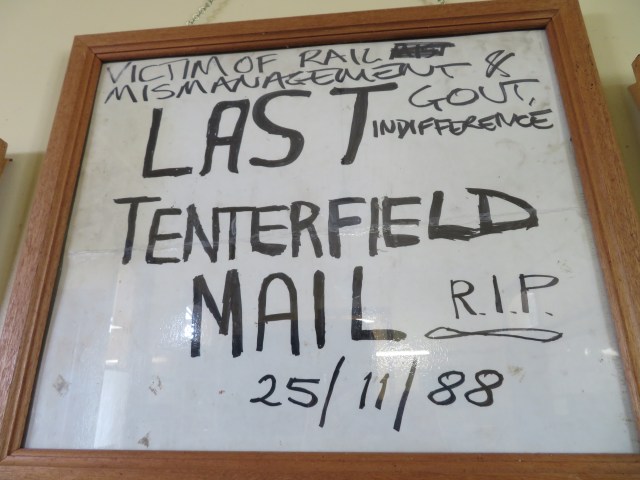 VICTIM OF RAIL
MISMANAGEMENT &
GOVT,
INDIFFERENCE
LAST
TENTERFIELD
MAIL
R.I.P.
25/11/88